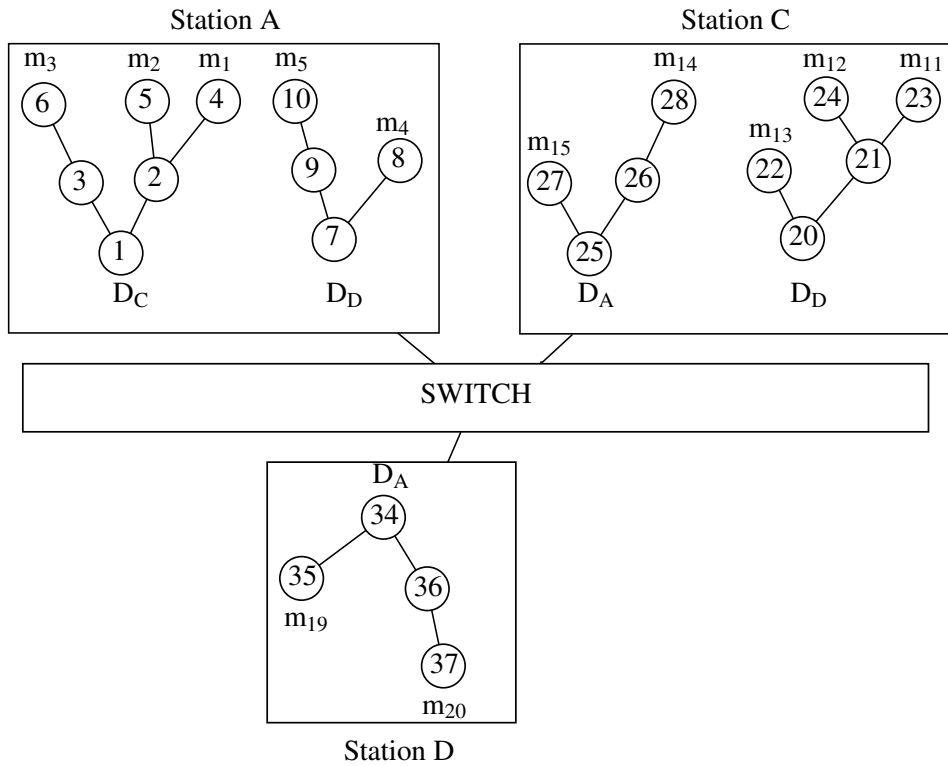 Station A
Station C
m3 m2 m1 m5
m14
m12 m11
6 5 4 10
28
24 23
m4
m15
m13
3 2 9 8
27 26
22 21
1 7
25
20
DC DD
DA DD
SWITCH
DA
34
35 36
m19
37
m20
Station D